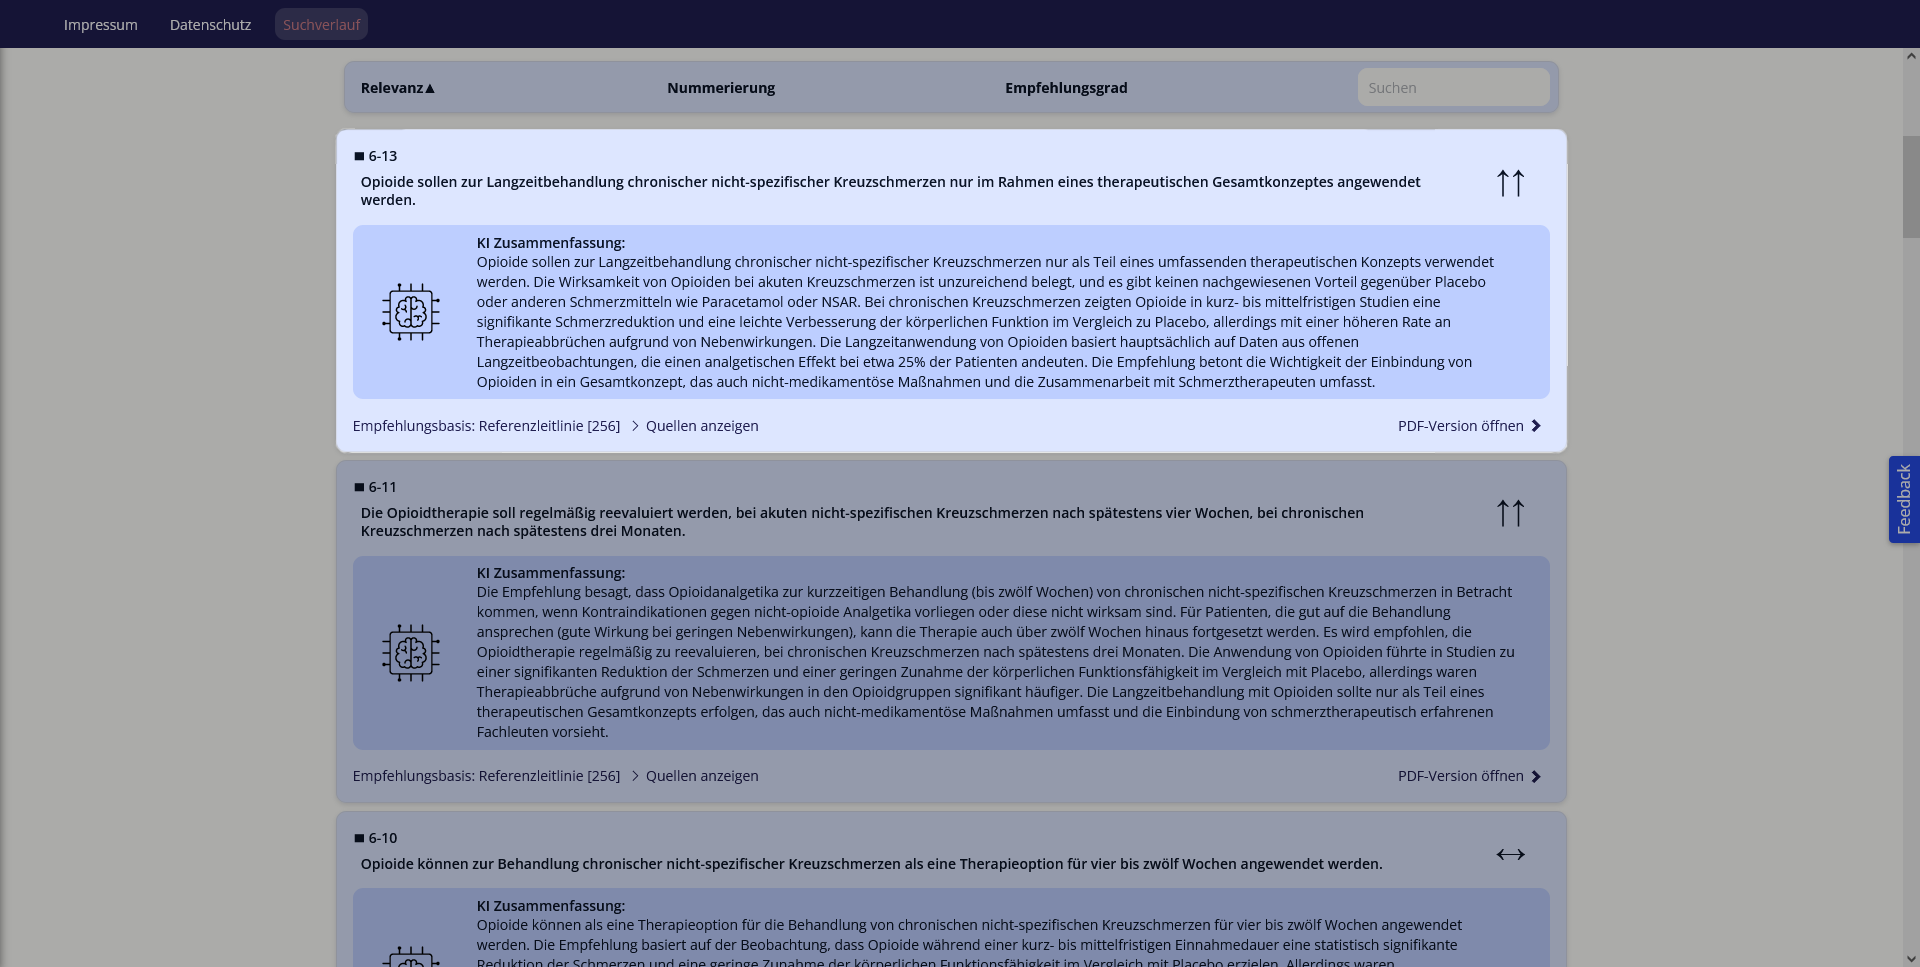 Impressum Datenschutz Suchverlauf
Relevanz▲ Nummerierung Empfehlungsgrad Suchen
■ 6-13
Opioide sollen zur Langzeitbehandlung chronischer nicht-spezifischer Kreuzschmerzen nur im Rahmen eines therapeutischen Gesamtkonzeptes angewendet
werden.
↑↑
KI Zusammenfassung:
Opioide sollen zur Langzeitbehandlung chronischer nicht-spezifischer Kreuzschmerzen nur als Teil eines umfassenden therapeutischen Konzepts verwendet
werden. Die Wirksamkeit von Opioiden bei akuten Kreuzschmerzen ist unzureichend belegt, und es gibt keinen nachgewiesenen Vorteil gegenüber Placebo
oder anderen Schmerzmitteln wie Paracetamol oder NSAR. Bei chronischen Kreuzschmerzen zeigten Opioide in kurz- bis mittelfristigen Studien eine
signifikante Schmerzreduktion und eine leichte Verbesserung der körperlichen Funktion im Vergleich zu Placebo, allerdings mit einer höheren Rate an
Therapieabbrüchen aufgrund von Nebenwirkungen. Die Langzeitanwendung von Opioiden basiert hauptsächlich auf Daten aus offenen
Langzeitbeobachtungen, die einen analgetischen Effekt bei etwa 25% der Patienten andeuten. Die Empfehlung betont die Wichtigkeit der Einbindung von
Opioiden in ein Gesamtkonzept, das auch nicht-medikamentöse Maßnahmen und die Zusammenarbeit mit Schmerztherapeuten umfasst.
Empfehlungsbasis: Referenzleitlinie [256] > Quellen anzeigen PDF-Version öffnen
■ 6-11
Die Opioidtherapie soll regelmäßig reevaluiert werden, bei akuten nicht-spezifischen Kreuzschmerzen nach spätestens vier Wochen, bei chronischen
Kreuzschmerzen nach spätestens drei Monaten.
↑↑
KI Zusammenfassung:
Die Empfehlung besagt, dass Opioidanalgetika zur kurzzeitigen Behandlung (bis zwölf Wochen) von chronischen nicht-spezifischen Kreuzschmerzen in Betracht
kommen, wenn Kontraindikationen gegen nicht-opioide Analgetika vorliegen oder diese nicht wirksam sind. Für Patienten, die gut auf die Behandlung
ansprechen (gute Wirkung bei geringen Nebenwirkungen), kann die Therapie auch über zwölf Wochen hinaus fortgesetzt werden. Es wird empfohlen, die
Opioidtherapie regelmäßig zu reevaluieren, bei chronischen Kreuzschmerzen nach spätestens drei Monaten. Die Anwendung von Opioiden führte in Studien zu
einer signifikanten Reduktion der Schmerzen und einer geringen Zunahme der körperlichen Funktionsfähigkeit im Vergleich mit Placebo, allerdings waren
Therapieabbrüche aufgrund von Nebenwirkungen in den Opioidgruppen signifikant häufiger. Die Langzeitbehandlung mit Opioiden sollte nur als Teil eines
therapeutischen Gesamtkonzepts erfolgen, das auch nicht-medikamentöse Maßnahmen umfasst und die Einbindung von schmerztherapeutisch erfahrenen
Fachleuten vorsieht.
Empfehlungsbasis: Referenzleitlinie [256] > Quellen anzeigen PDF-Version öffnen
■ 6-10
Opioide können zur Behandlung chronischer nicht-spezifischer Kreuzschmerzen als eine Therapieoption für vier bis zwölf Wochen angewendet werden.
↔
KI Zusammenfassung:
Opioide können als eine Therapieoption für die Behandlung von chronischen nicht-spezifischen Kreuzschmerzen für vier bis zwölf Wochen angewendet
werden. Die Empfehlung basiert auf der Beobachtung, dass Opioide während einer kurz- bis mittelfristigen Einnahmedauer eine statistisch signifikante
Reduktion der Schmerzen und eine geringe Zunahme der körperlichen Funktionsfähigkeit im Vergleich mit Placebo erzielen. Allerdings waren
Feedback